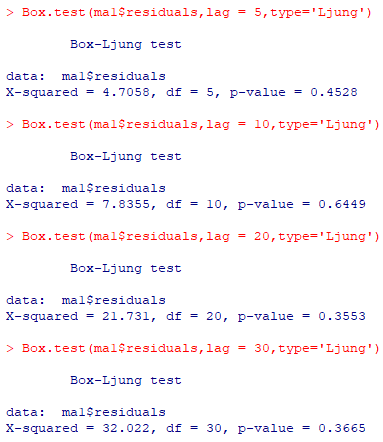 > Box.test(ma1$residuals,lag = 5,type='Ljung')
Box-Ljung test
data: ma1$residuals
X-squared = 4.7058, df = 5, p-value = 0.4528
> Box.test(ma1$residuals,lag = 10,type='Ljung')
Box-Ljung test
data: ma1$residuals
X-squared = 7.8355, df = 10, p-value = 0.6449
> Box.test(ma1$residuals,lag = 20,type='Ljung')
Box-Ljung test
data: ma1$residuals
X-squared = 21.731, df = 20, p-value = 0.3553
> Box.test(ma1$residuals,lag = 30,type='Ljung')
Box-Ljung test
data: ma1$residuals
X-squared = 32.022, df = 30, p-value = 0.3665